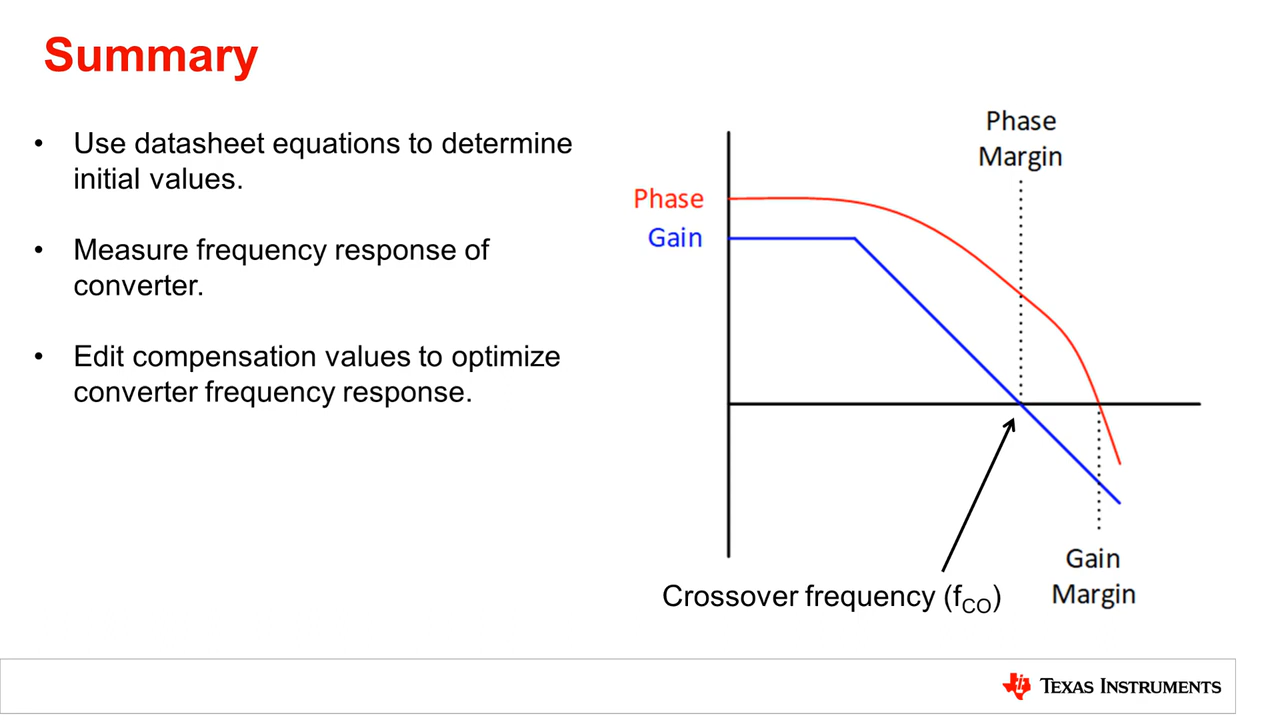 Summary
• Use datasheet equations to determine
initial values.
• Measure frequency response of
converter.
• Edit compensation values to optimize
converter frequency response.
Phase
Margin
Phase
Gain
Crossover frequency (fCO)
Gain
Margin
TEXAS INSTRUMENTS